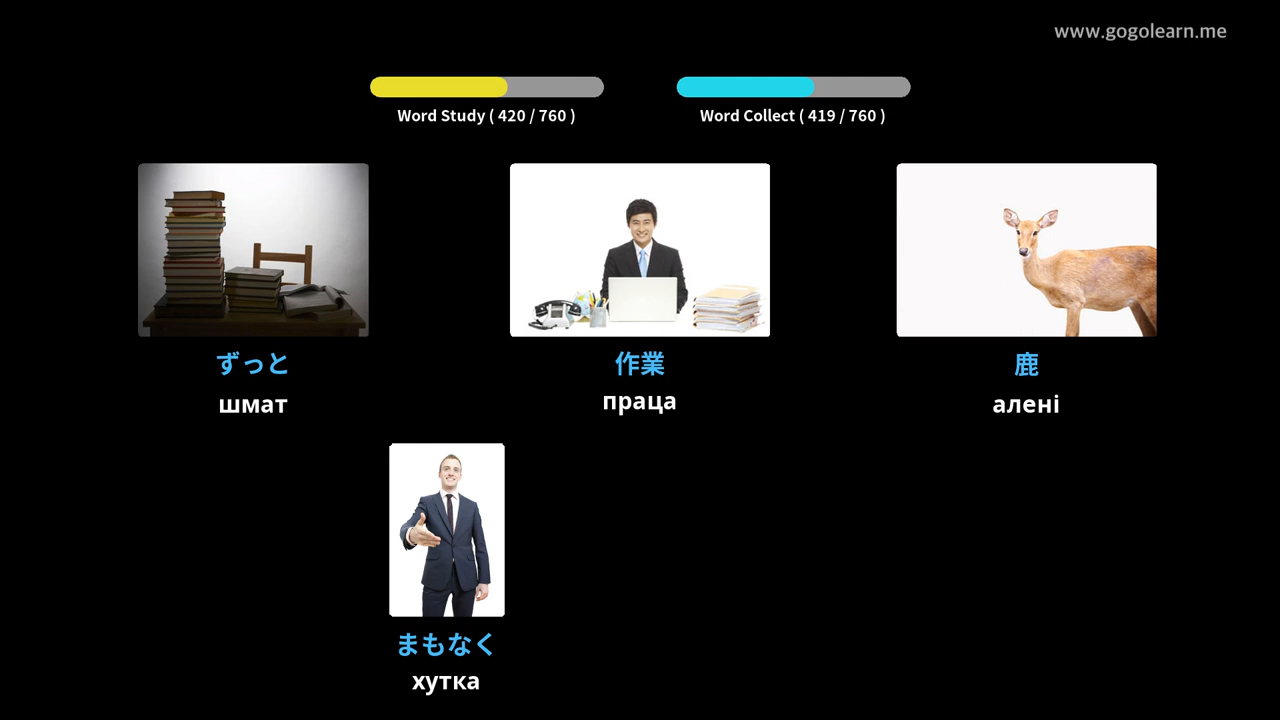 www.gogolearn.me
Word Study ( 420 / 760 )
Word Collect ( 419 / 760 )
ずっと
шмат
作業
праца
鹿
алені
まもなく
хутка